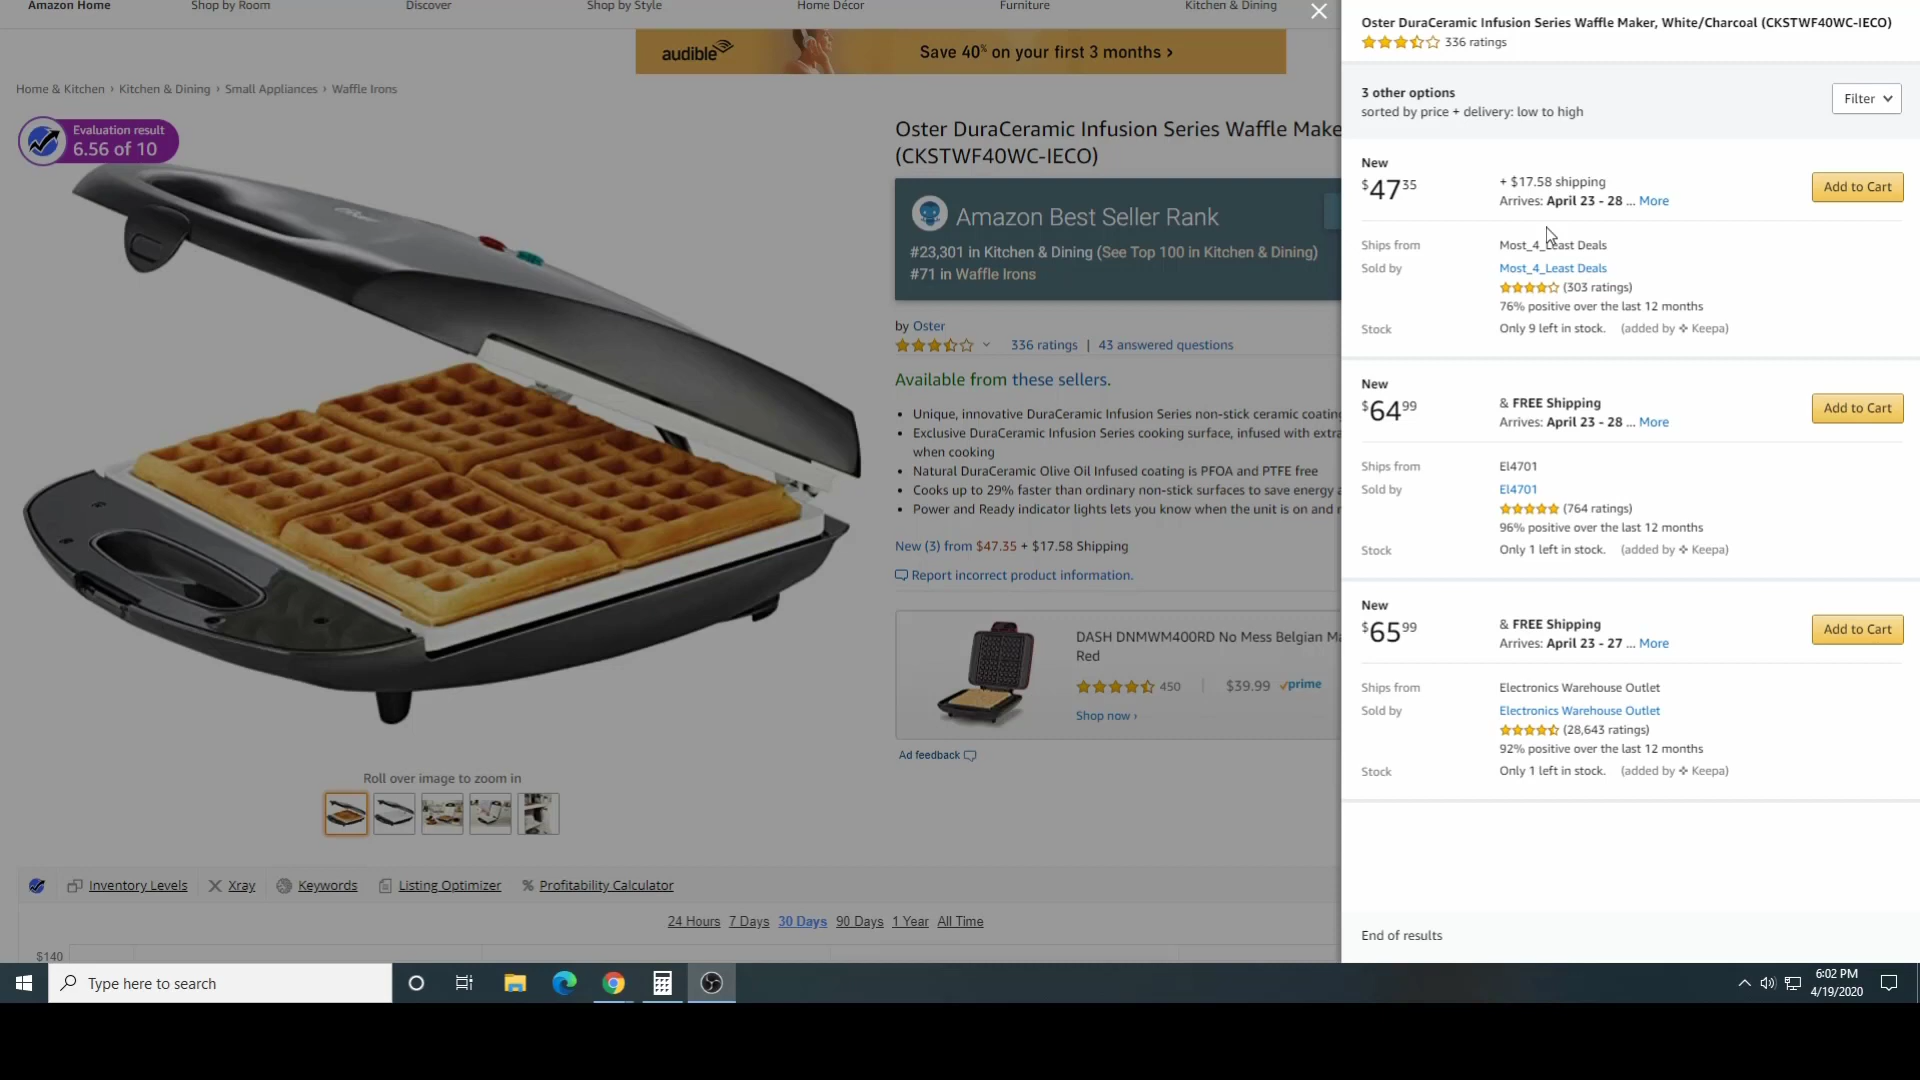 Amazon Home
Shop by Room
Discover
Shop by Style
Home Décor
Furniture
Kitchen & Dining
audible
Save 40% on your first 3 months ›
Home & Kitchen › Kitchen & Dining › Small Appliances › Waffle Irons
Evaluation result
6.56 of 10
Roll over image to zoom in
Oster DuraCeramic Infusion Series Waffle Make
(CKSTWF40WC-IECO)
Amazon Best Seller Rank
#23,301 in Kitchen & Dining (See Top 100 in Kitchen & Dining)
#71 in Waffle Irons
by Oster
336 ratings | 43 answered questions
Available from these sellers.
• Unique, innovative DuraCeramic Infusion Series non-stick ceramic coatin
• Exclusive DuraCeramic Infusion Series cooking surface, infused with extra
when cooking
• Natural DuraCeramic Olive Oil Infused coating is PFOA and PTFE free
• Cooks up to 29% faster than ordinary non-stick surfaces to save energy a
• Power and Ready indicator lights lets you know when the unit is on and r
New (3) from $47.35 + $17.58 Shipping
Report incorrect product information.
DASH DNMWM400RD No Mess Belgian Ma
Red
450 | $39.99 prime
Shop now ›
Ad feedback
Inventory Levels
Xray
Keywords
Listing Optimizer
% Profitability Calculator
24 Hours 7 Days 30 Days 90 Days 1 Year All Time
$140
Oster DuraCeramic Infusion Series Waffle Maker, White/Charcoal (CKSTWF40WC-IECO)
336 ratings
3 other options
sorted by price + delivery: low to high
Filter
New
$47 35
+ $17.58 shipping
Arrives: April 23 - 28 ... More
Add to Cart
Ships from Most_4_Least Deals
Sold by Most_4_Least Deals
(303 ratings)
76% positive over the last 12 months
Stock Only 9 left in stock. (added by Keepa)
New
$64 99
& FREE Shipping
Arrives: April 23 - 28 ... More
Add to Cart
Ships from El4701
Sold by El4701
(764 ratings)
96% positive over the last 12 months
Stock Only 1 left in stock. (added by Keepa)
New
$65 99
& FREE Shipping
Arrives: April 23 - 27 ... More
Add to Cart
Ships from Electronics Warehouse Outlet
Sold by Electronics Warehouse Outlet
(28,643 ratings)
92% positive over the last 12 months
Stock Only 1 left in stock. (added by Keepa)
End of results
Type here to search
6:02 PM
4/19/2020